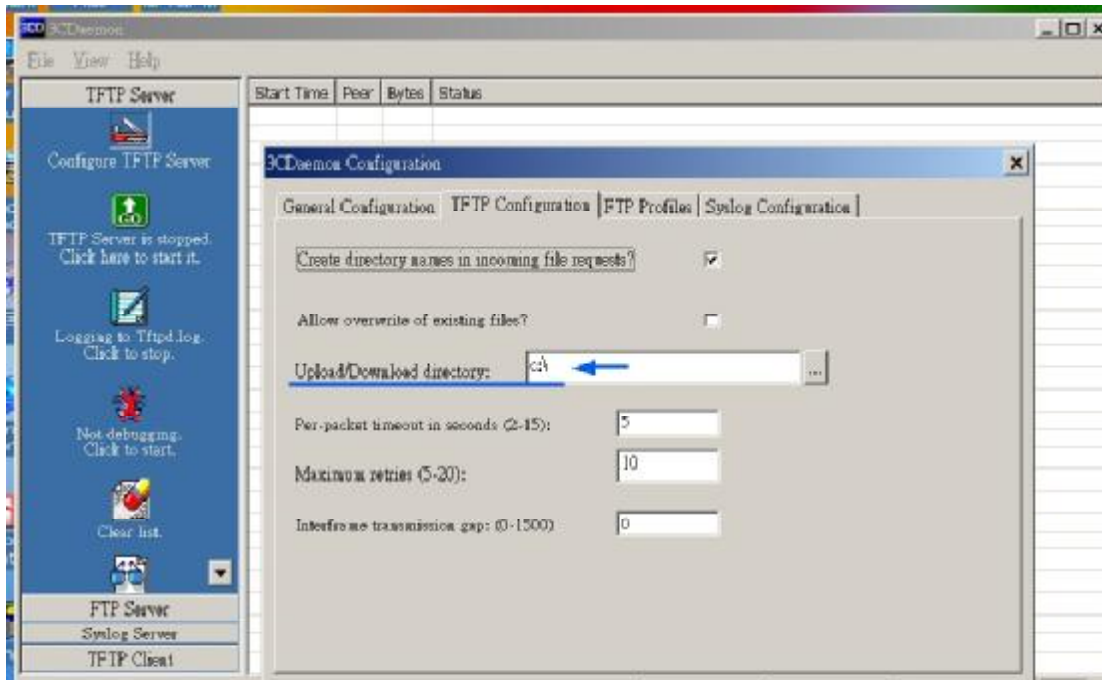 3CD 3CDaemon
File View Help
TFTP Server
Configure TFTP Server
GO
TFTP Server is stopped.
Click here to start it.
Logging to Tftpd.log.
Click to stop.
Not debugging.
Click to start.
Clear list.
FTP Server
Syslog Server
TFTP Client
Start Time Peer Bytes Status
3CDaemon Configuration
General Configuration TFTP Configuration FTP Profiles Syslog Configuration
Create directory names in incoming file requests?
Allow overwrite of existing files?
Upload/Download directory: c:\ ...
Per-packet timeout in seconds (2-15): 5
Maximum retries (5-20): 10
Interframe transmission gap: (0-1500) 0